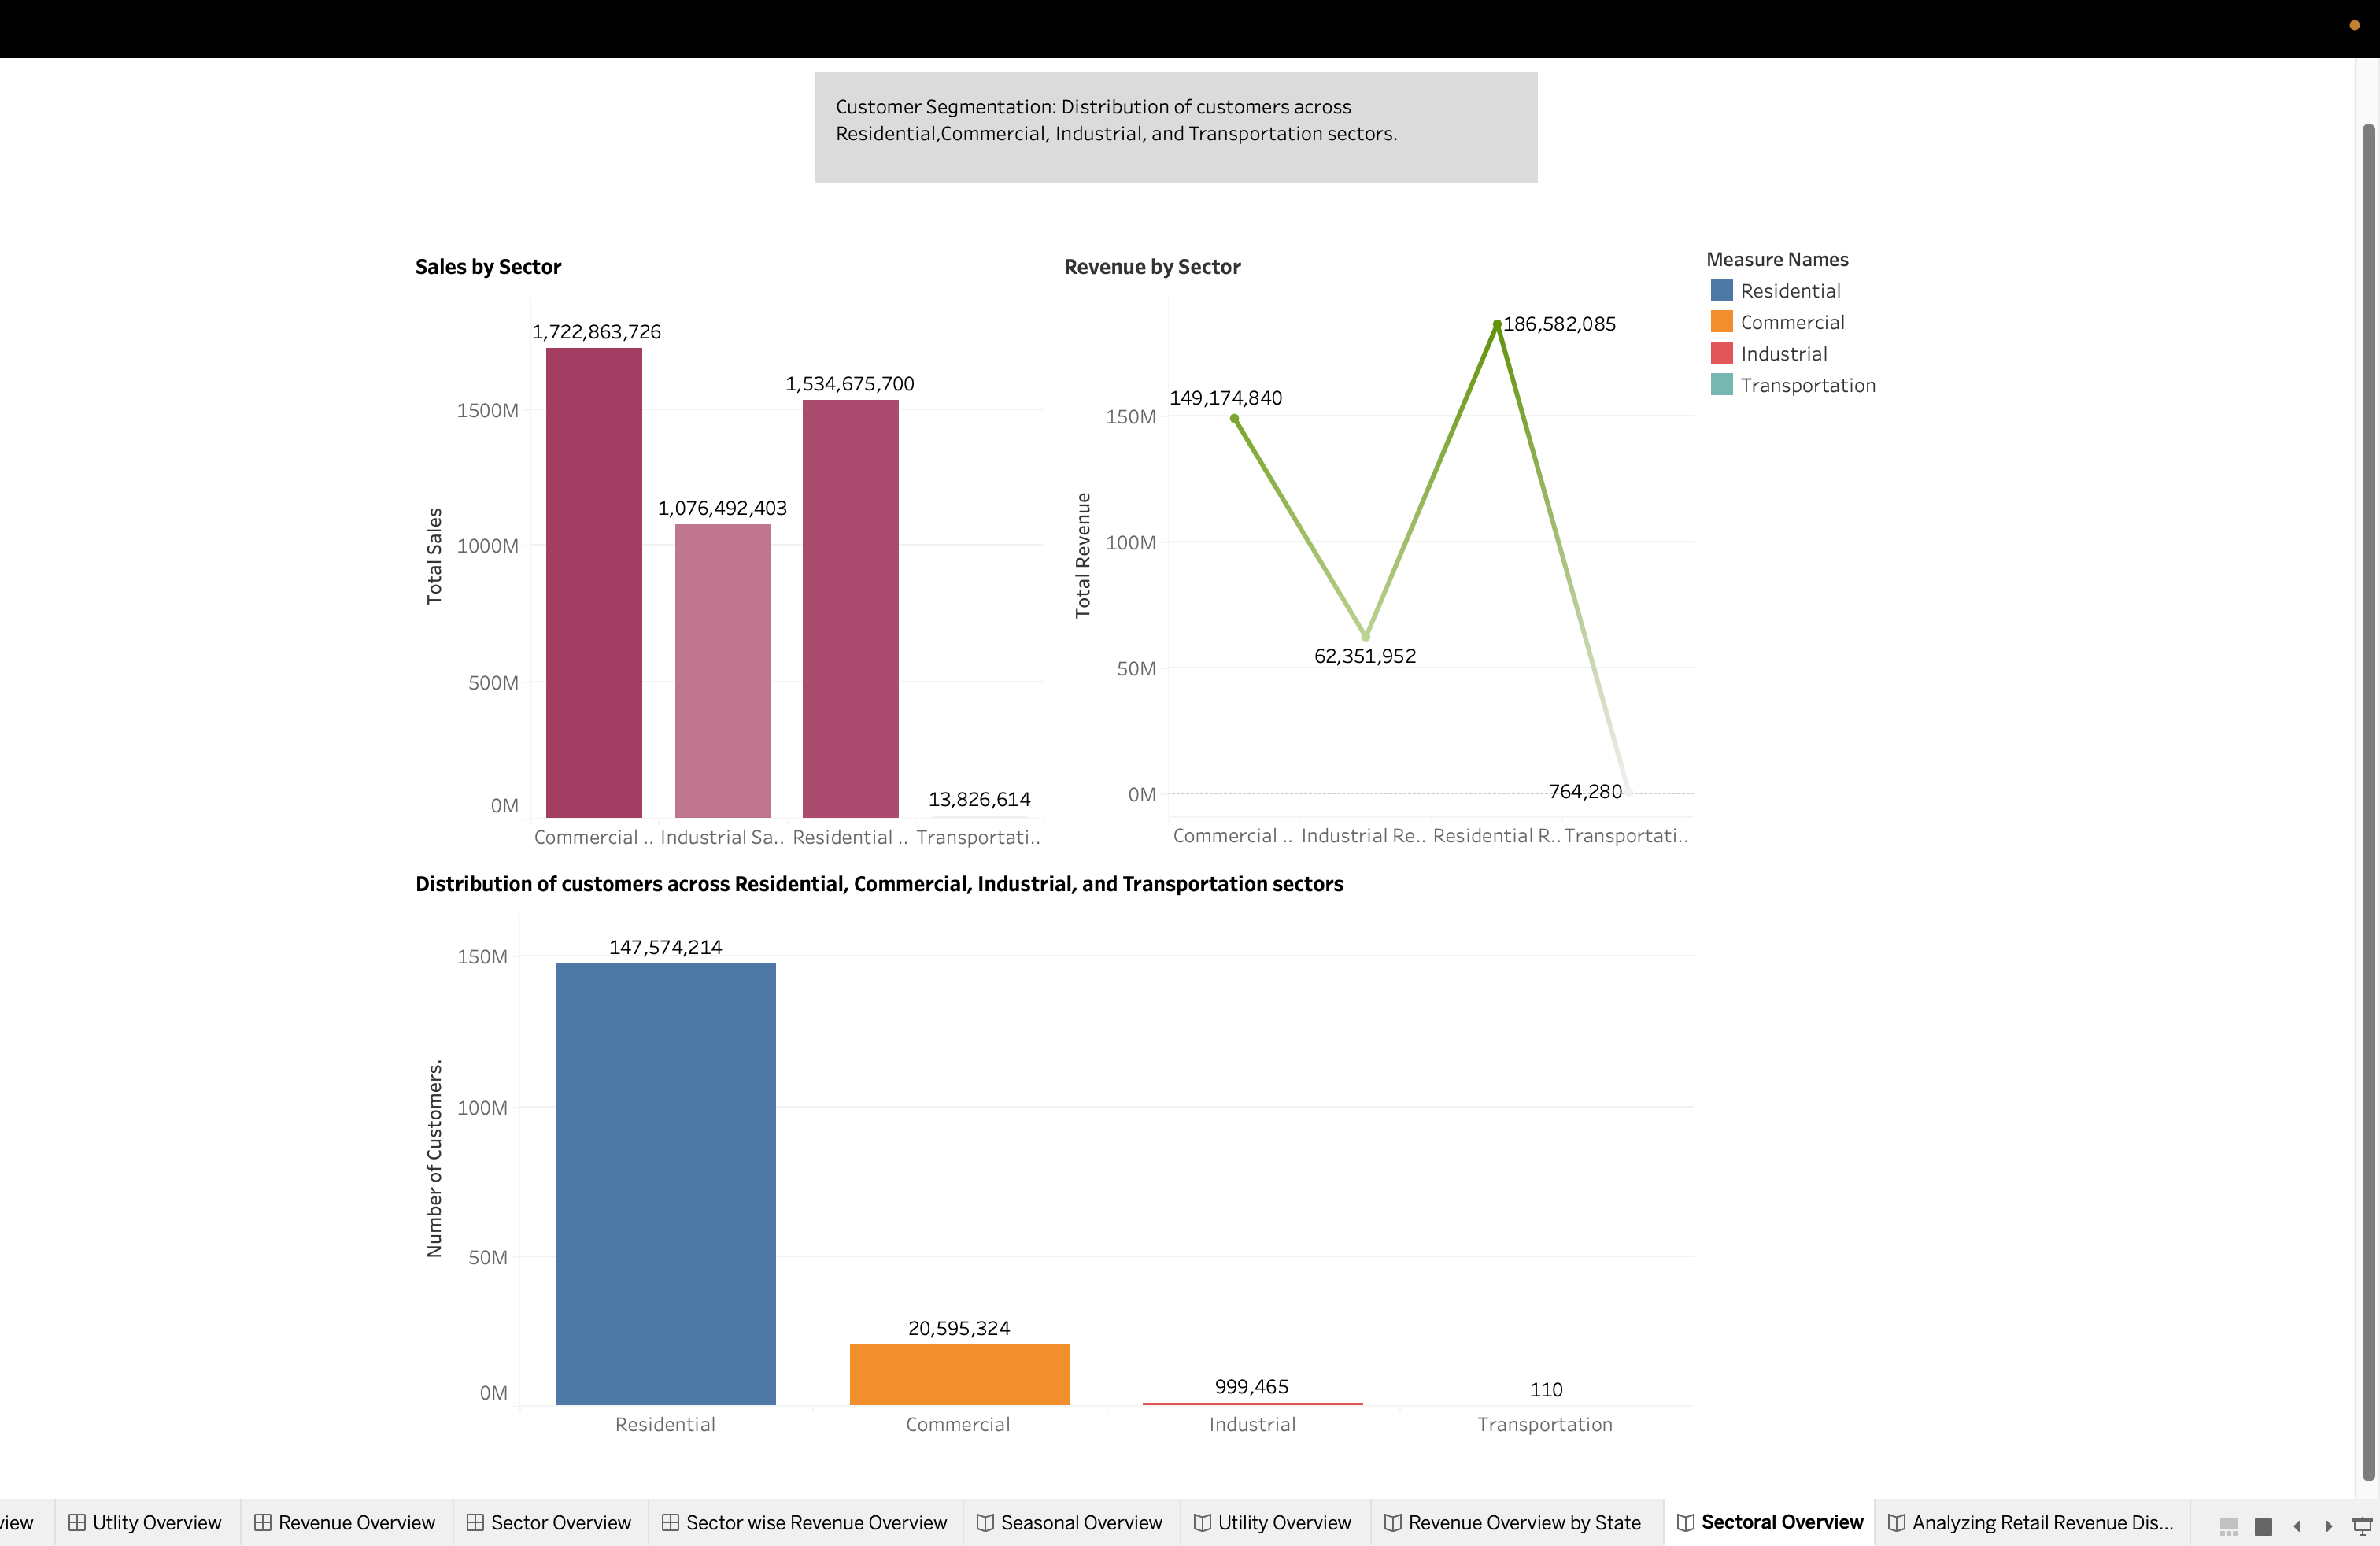 Customer Segmentation: Distribution of customers across
Residential,Commercial, Industrial, and Transportation sectors.
Sales by Sector
1,722,863,726
1,534,675,700
1500M
1,076,492,403
1000M
500M
13,826,614
0M
Total Sales
Commercial ..
Industrial Sa..
Residential ..
Transportati..
Revenue by Sector
186,582,085
149,174,840
150M
100M
62,351,952
50M
764,280
0M
Total Revenue
Commercial ..
Industrial Re..
Residential R..
Transportati..
Measure Names
Residential
Commercial
Industrial
Transportation
Distribution of customers across Residential, Commercial, Industrial, and Transportation sectors
147,574,214
150M
100M
50M
20,595,324
999,465
110
0M
Number of Customers.
Residential
Commercial
Industrial
Transportation
view
Utlity Overview
Revenue Overview
Sector Overview
Sector wise Revenue Overview
Seasonal Overview
Utility Overview
Revenue Overview by State
Sectoral Overview
Analyzing Retail Revenue Dis...